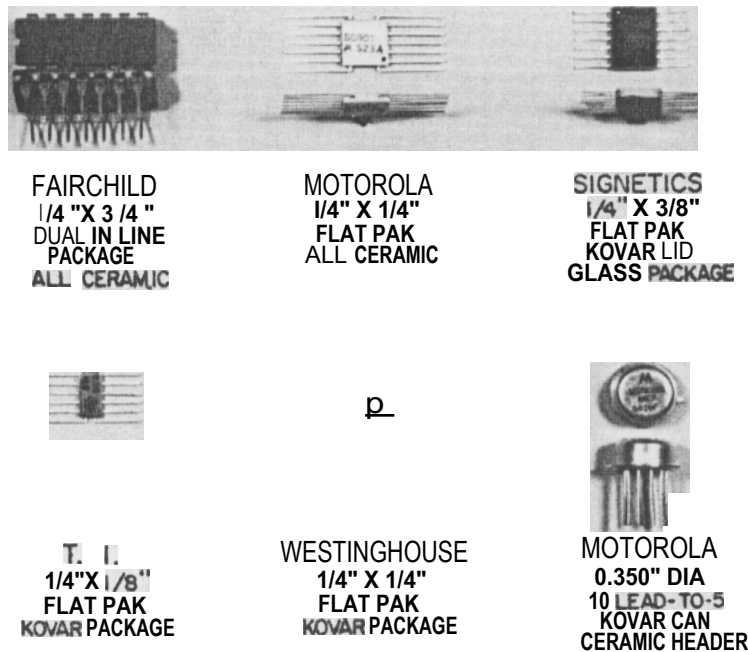 SC901
M 523A
FAIRCHILD
1/4 "X 3 /4 "
DUAL IN LINE
PACKAGE
ALL CERAMIC
MOTOROLA
1/4" X 1/4"
FLAT PAK
ALL CERAMIC
SIGNETICS
1/4" X 3/8"
FLAT PAK
KOVAR LID
GLASS PACKAGE
p
T. I.
1/4"X 1/8"
FLAT PAK
KOVAR PACKAGE
WESTINGHOUSE
1/4" X 1/4"
FLAT PAK
KOVAR PACKAGE
MOTOROLA
0.350" DIA
10 LEAD-TO-5
KOVAR CAN
CERAMIC HEADER